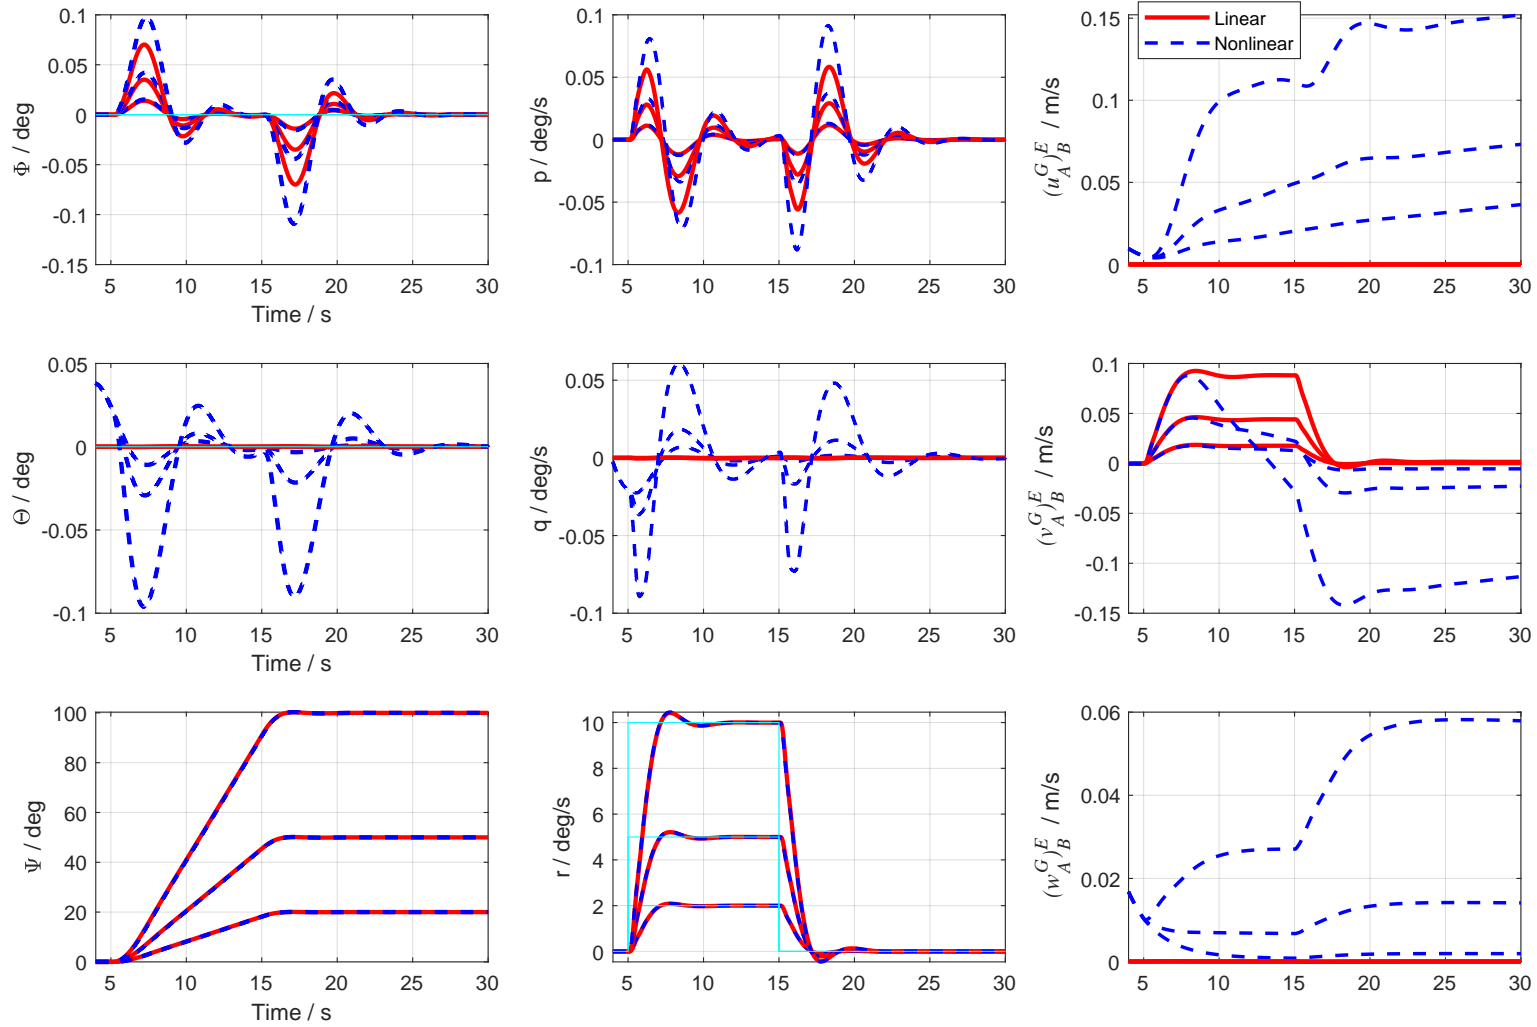 0.1
0.05
0
-0.05
-0.1
-0.15
Φ / deg
5 10 15 20 25 30
Time / s
0.1
0.05
0
-0.05
-0.1
p / deg/s
5 10 15 20 25 30
0.15
0.1
0.05
0
(u_A^G)_B^E / m/s
5 10 15 20 25 30
Linear
Nonlinear
0.05
0
-0.05
-0.1
Θ / deg
5 10 15 20 25 30
Time / s
0.05
0
-0.05
-0.1
q / deg/s
5 10 15 20 25 30
0.1
0.05
0
-0.05
-0.1
-0.15
(v_A^G)_B^E / m/s
5 10 15 20 25 30
100
80
60
40
20
0
Ψ / deg
5 10 15 20 25 30
Time / s
10
8
6
4
2
0
r / deg/s
5 10 15 20 25 30
0.06
0.04
0.02
0
(w_A^G)_B^E / m/s
5 10 15 20 25 30